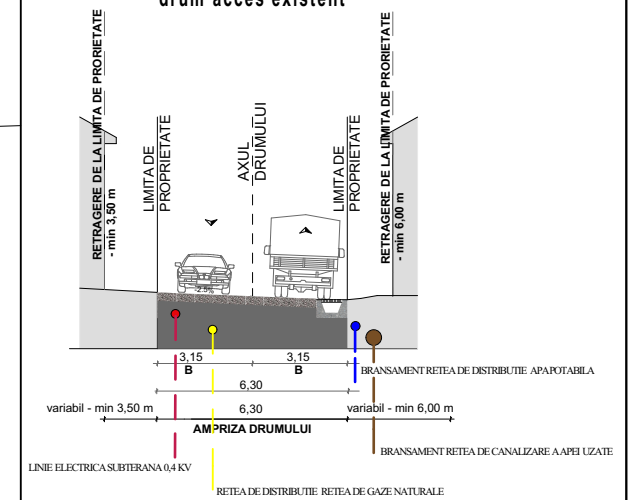 drum acces existent
RETRAGERE DE LA LIMITA DE PRORIETATE
- min 3,50 m
LIMITA DE
PROPRIETATE
AXUL
DRUMULUI
LIMITA DE
PROPRIETATE
RETRAGERE DE LA LIMITA DE PRORIETATE
- min 6,00 m
2.5%
3,15
3,15
B
B
BRANSAMENT RETEA DE DISTRIBUTIE APA POTABILA
6,30
variabil - min 3,50 m
6,30
variabil - min 6,00 m
AMPRIZA DRUMULUI
BRANSAMENT RETEA DE CANALIZARE A APEI UZATE
LINIE ELECTRICA SUBTERANA 0,4 KV
RETEA DE DISTRIBUTIE RETEA DE GAZE NATURALE